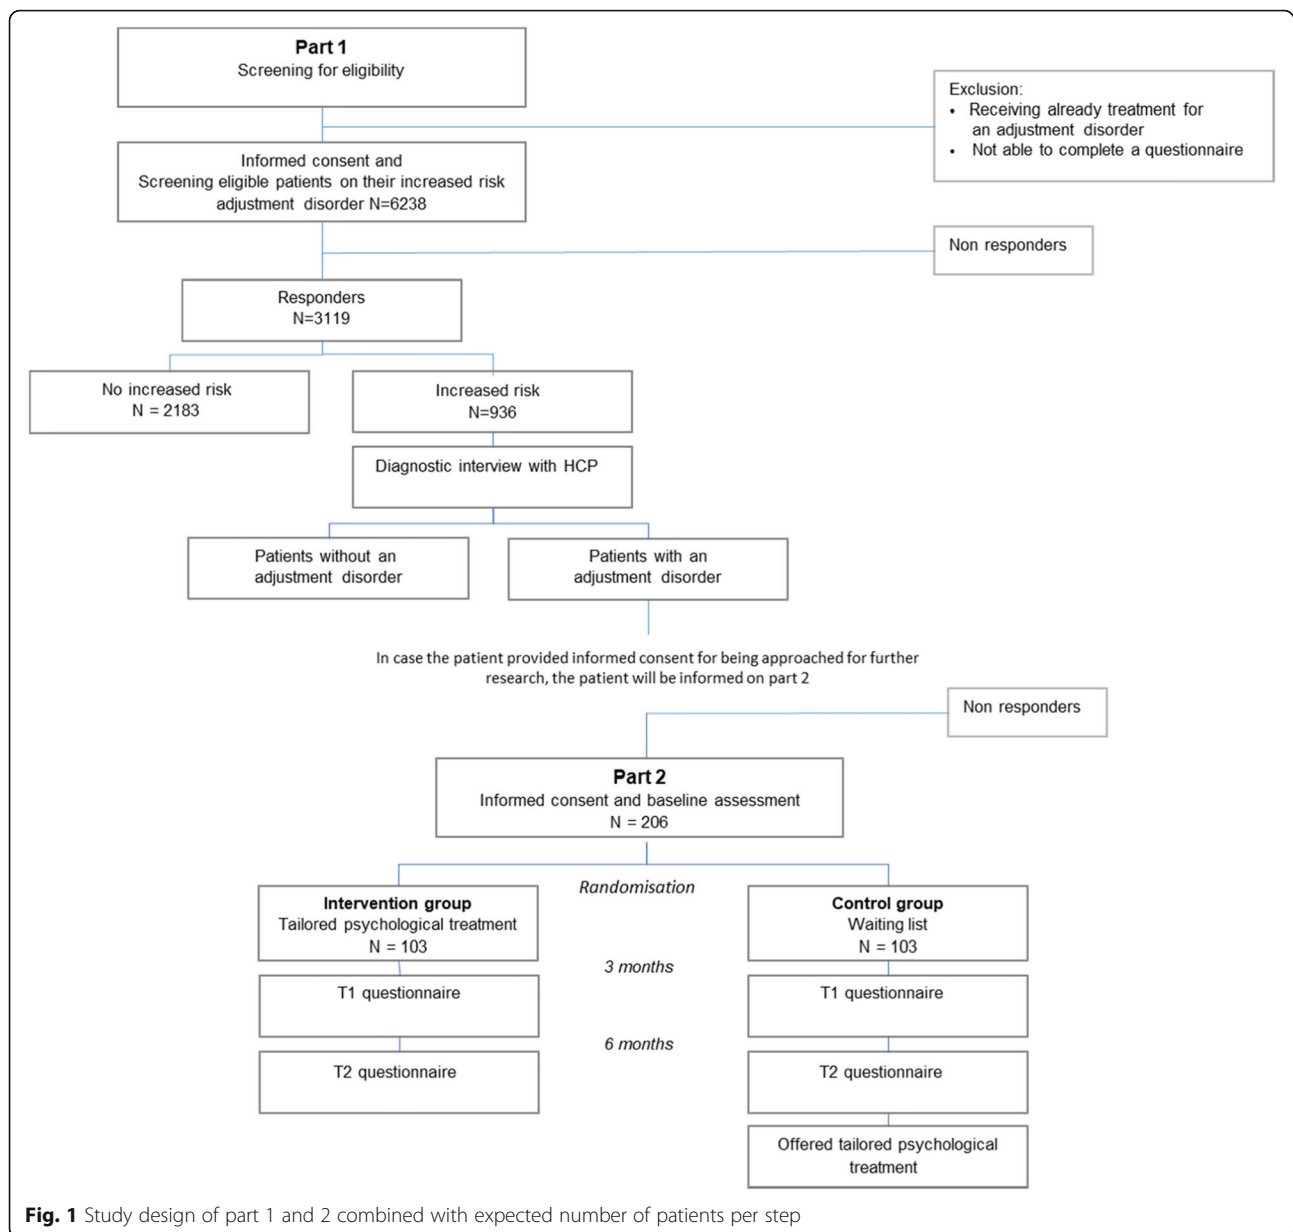 Part 1
Screening for eligibility
Exclusion:
• Receiving already treatment for
an adjustment disorder
• Not able to complete a questionnaire
Informed consent and
Screening eligible patients on their increased risk
adjustment disorder N=6238
Non responders
Responders
N=3119
No increased risk
N = 2183
Increased risk
N=936
Diagnostic interview with HCP
Patients without an
adjustment disorder
Patients with an
adjustment disorder
In case the patient provided informed consent for being approached for further
research, the patient will be informed on part 2
Non responders
Part 2
Informed consent and baseline assessment
N = 206
Randomisation
Intervention group
Tailored psychological treatment
N = 103
Control group
Waiting list
N = 103
3 months
T1 questionnaire
T1 questionnaire
6 months
T2 questionnaire
T2 questionnaire
Offered tailored psychological
treatment
Fig. 1 Study design of part 1 and 2 combined with expected number of patients per step